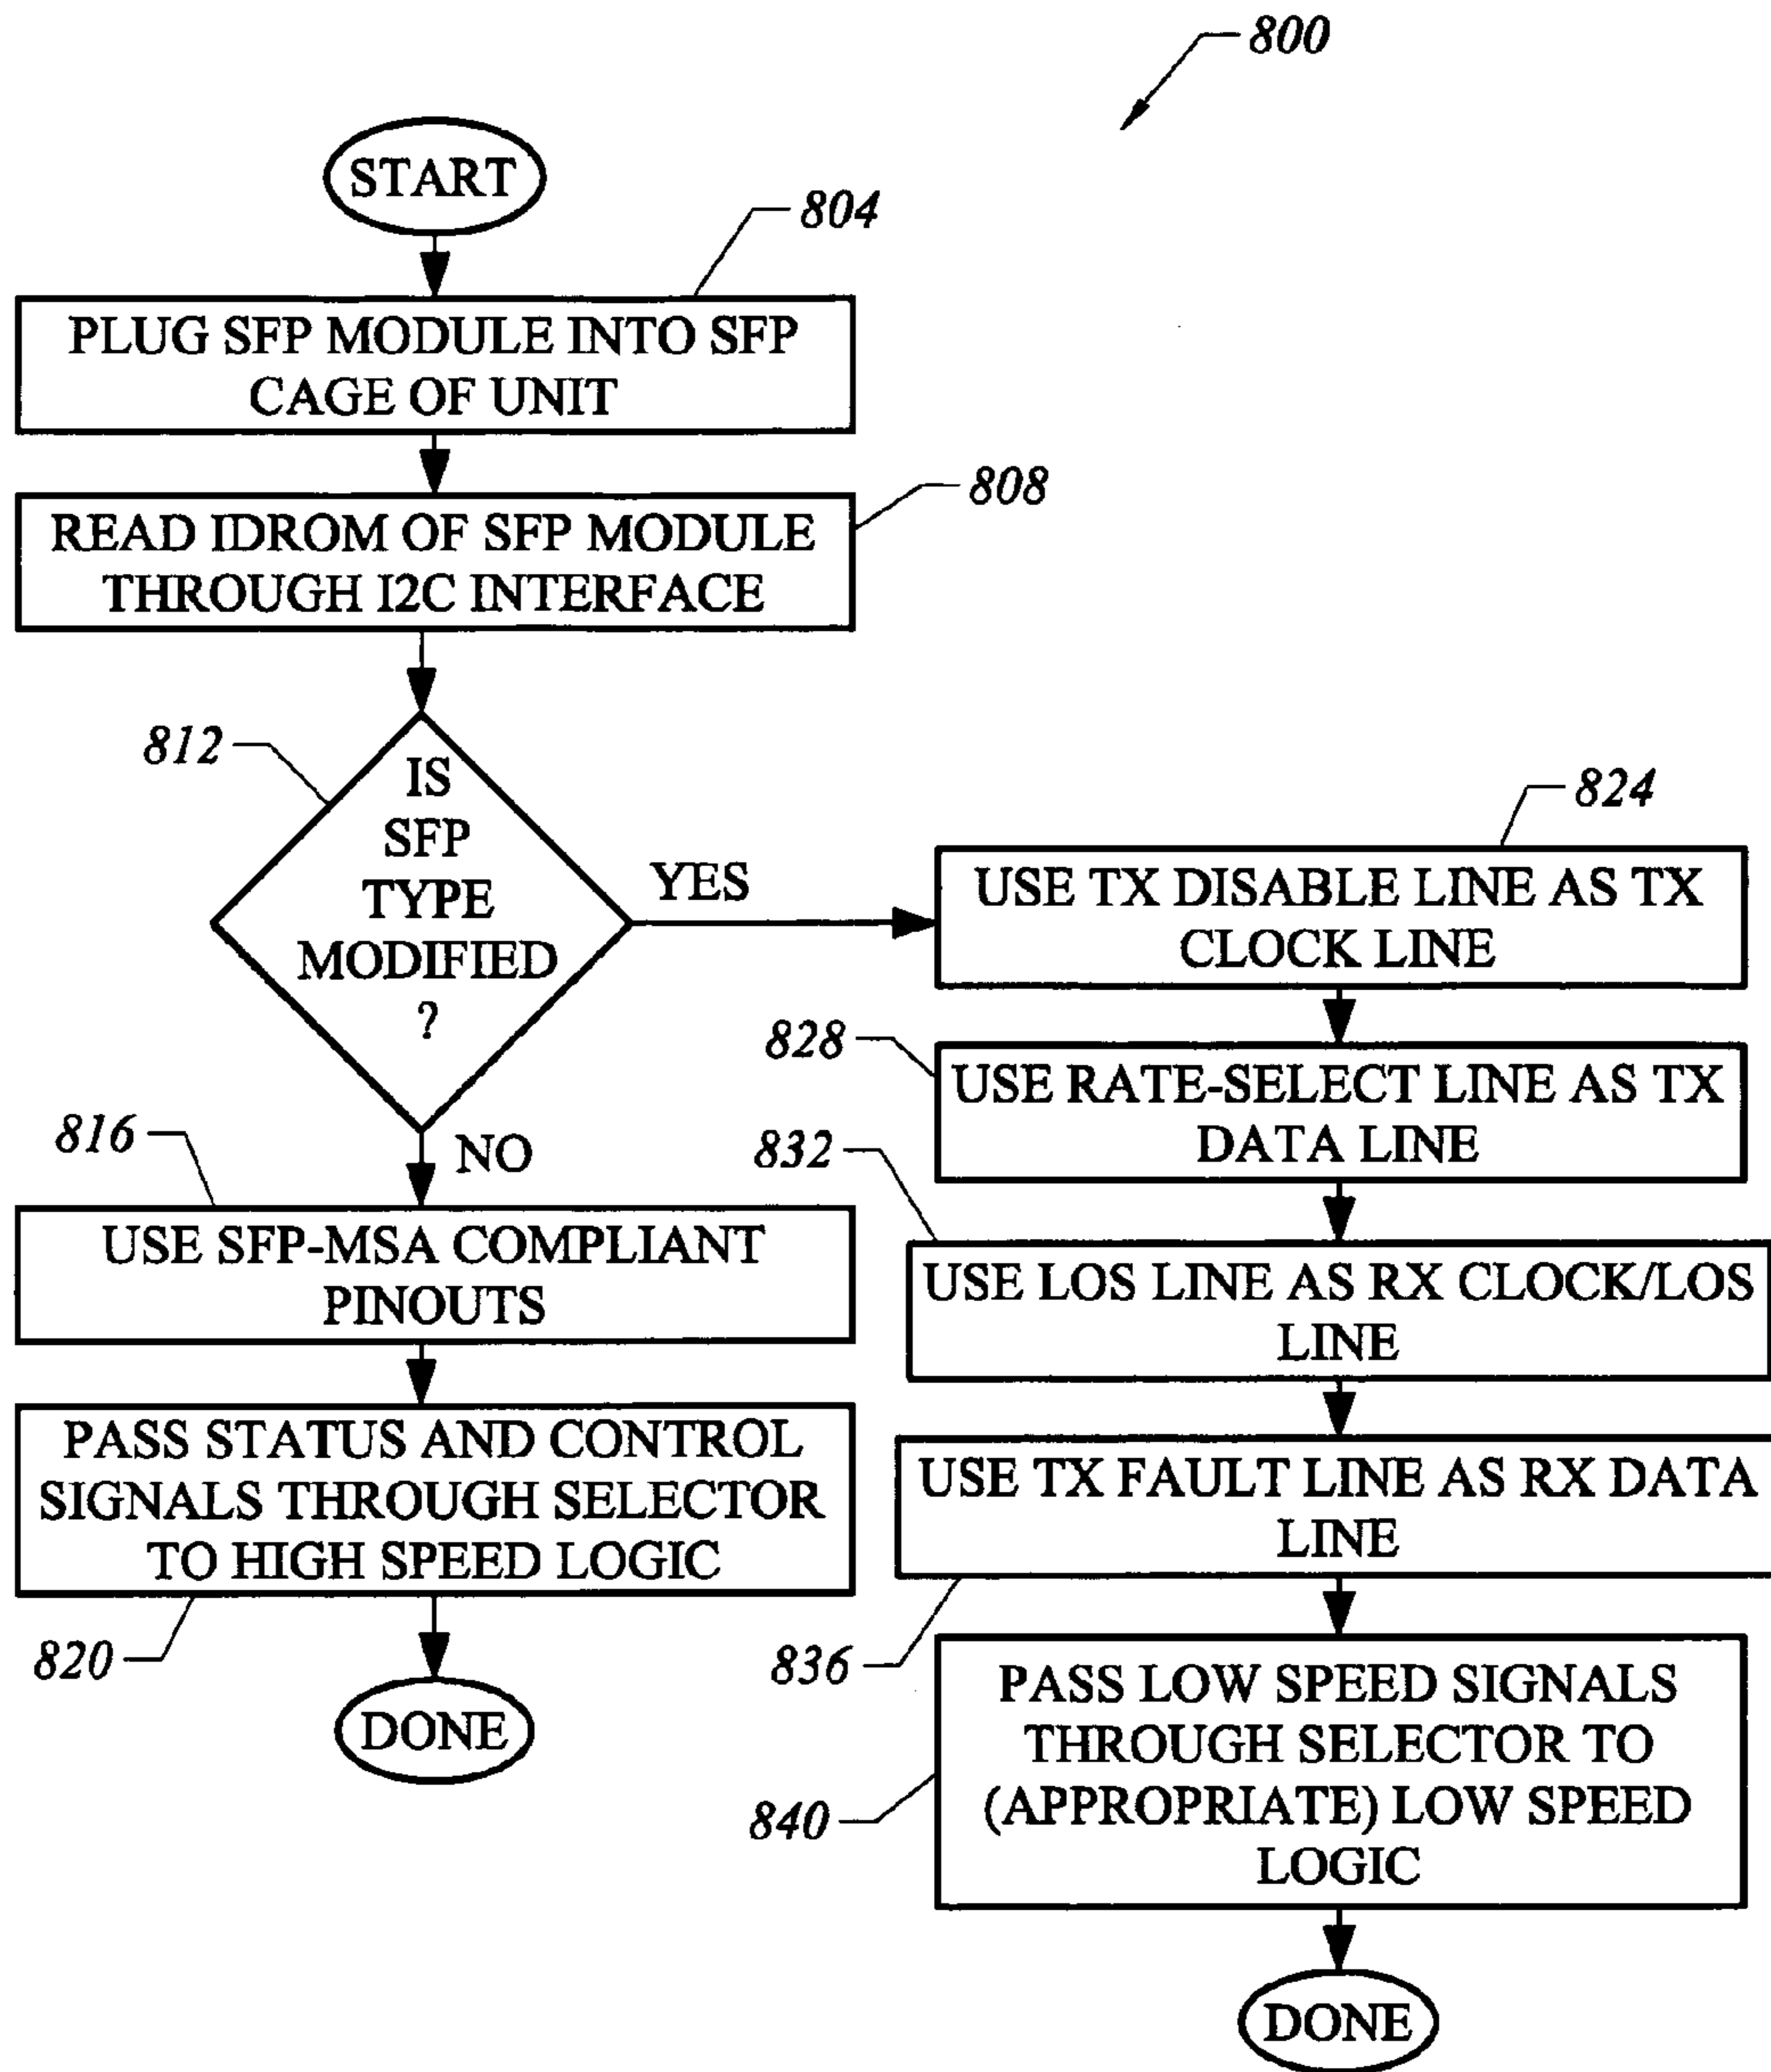 800
START
804
PLUG SFP MODULE INTO SFP
CAGE OF UNIT
808
READ IDROM OF SFP MODULE
THROUGH I2C INTERFACE
812
IS
SFP
TYPE
MODIFIED
?
YES
NO
816
USE SFP-MSA COMPLIANT
PINOUTS
PASS STATUS AND CONTROL
SIGNALS THROUGH SELECTOR
TO HIGH SPEED LOGIC
820
DONE
824
USE TX DISABLE LINE AS TX
CLOCK LINE
828
USE RATE-SELECT LINE AS TX
DATA LINE
832
USE LOS LINE AS RX CLOCK/LOS
LINE
USE TX FAULT LINE AS RX DATA
LINE
836
PASS LOW SPEED SIGNALS
THROUGH SELECTOR TO
(APPROPRIATE) LOW SPEED
LOGIC
840
DONE